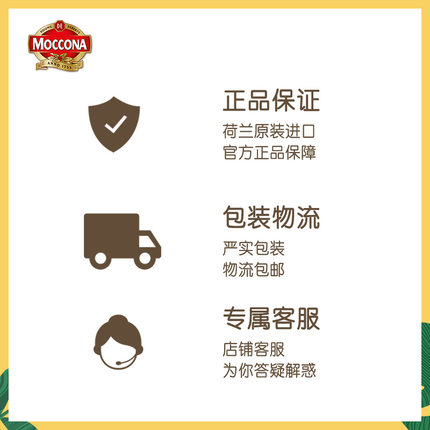 MOCCONA
ANNO 1753
正品保证
荷兰原装进口
官方正品保障
包装物流
严实包装
物流包邮
专属客服
店铺客服
为你答疑解惑